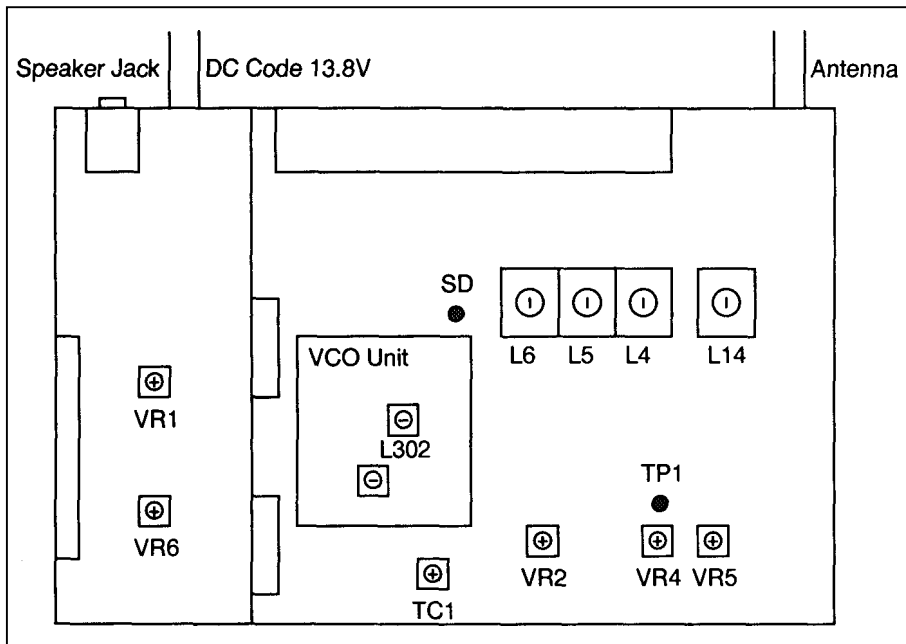 Speaker Jack
DC Code 13.8V
Antenna
SD
L6
L5
L4
L14
VCO Unit
VR1
L302
TP1
VR6
VR2
VR4
VR5
TC1